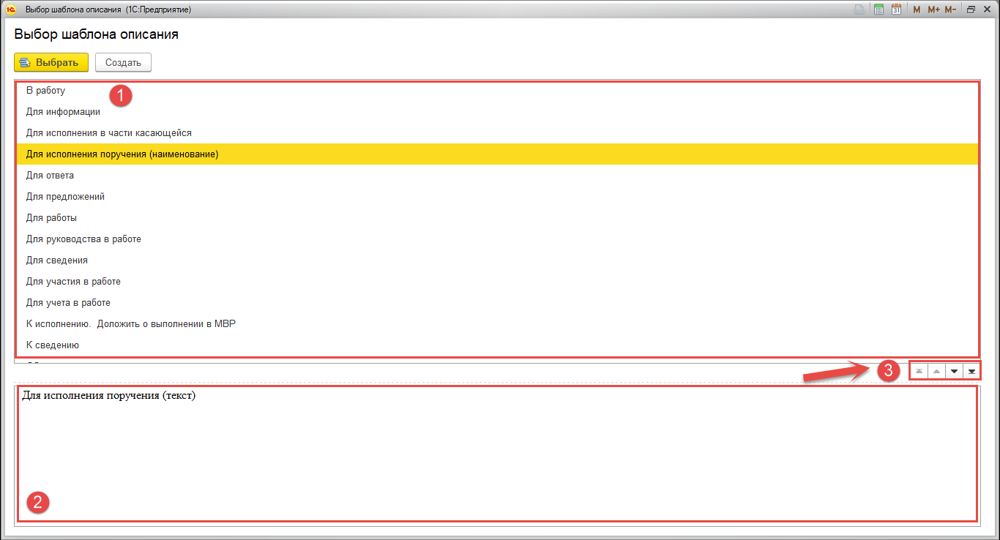 1С Выбор шаблона описания (1С:Предприятие) 31 M M+ M-
Выбор шаблона описания
Выбрать Создать
В работу
1
Для информации
Для исполнения в части касающейся
Для исполнения поручения (наименование)
Для ответа
Для предложений
Для работы
Для руководства в работе
Для сведения
Для участия в работе
Для учета в работе
К исполнению.  Доложить о выполнении в МВР
К сведению
3
Для исполнения поручения (текст)
2